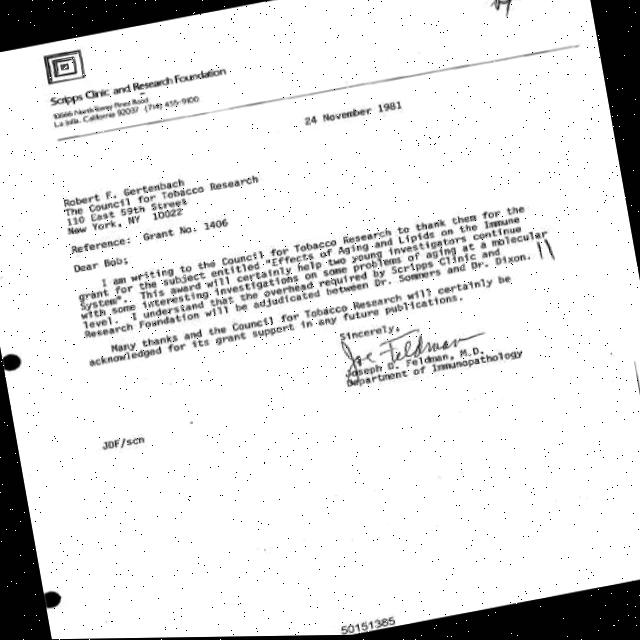 Scripps Clinic and Research Foundation
10666 North Torrey Pines Road
La Jolla, California 92037 (714) 455-9100
24 November 1981
Robert F. Gertenbach
The Council for Tobacco Research
110 East 59th Street
New York, NY 10022
Reference: Grant No. 1406
Dear Bob:
I am writing to the Council for Tobacco Research to thank them for the
grant for the subject entitled "Effects of Aging and Lipids on the Immune
System". This award will certainly help two young investigators continue
with some interesting investigations on some problems of aging at a molecular
level. I understand that the overhead required by Scripps Clinic and
Research Foundation will be adjudicated between Dr. Sommers and Dr. Dixon.
Many thanks and the Council for Tobacco Research will certainly be
acknowledged for its grant support in any future publications.
Sincerely,
Joe Feldman
Joseph D. Feldman, M.D.
Department of Immunopathology
JDF/scn
50151385